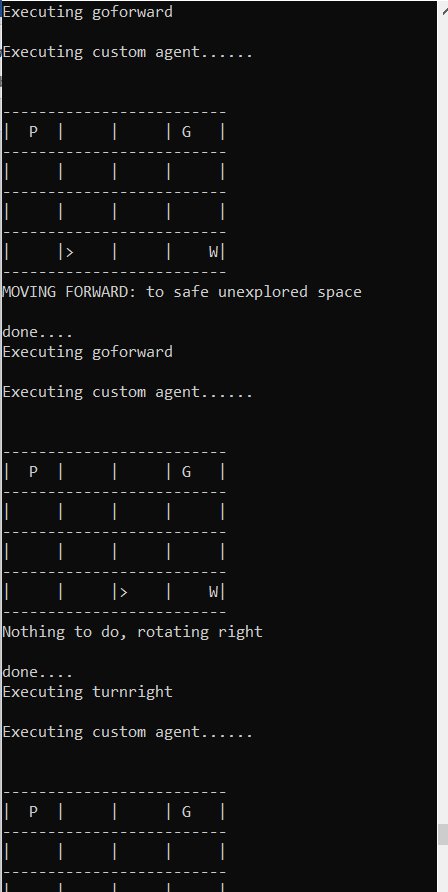 Executing goforward
Executing custom agent......
-------------------------
|  P  |     |     | G   |
-------------------------
|     |     |     |     |
-------------------------
|     |     |     |     |
-------------------------
|     |>    |     |    W|
-------------------------
MOVING FORWARD: to safe unexplored space
done....
Executing goforward
Executing custom agent......
-------------------------
|  P  |     |     | G   |
-------------------------
|     |     |     |     |
-------------------------
|     |     |     |     |
-------------------------
|     |     |>    |    W|
-------------------------
Nothing to do, rotating right
done....
Executing turnright
Executing custom agent......
-------------------------
|  P  |     |     | G   |
-------------------------
|     |     |     |     |
-------------------------